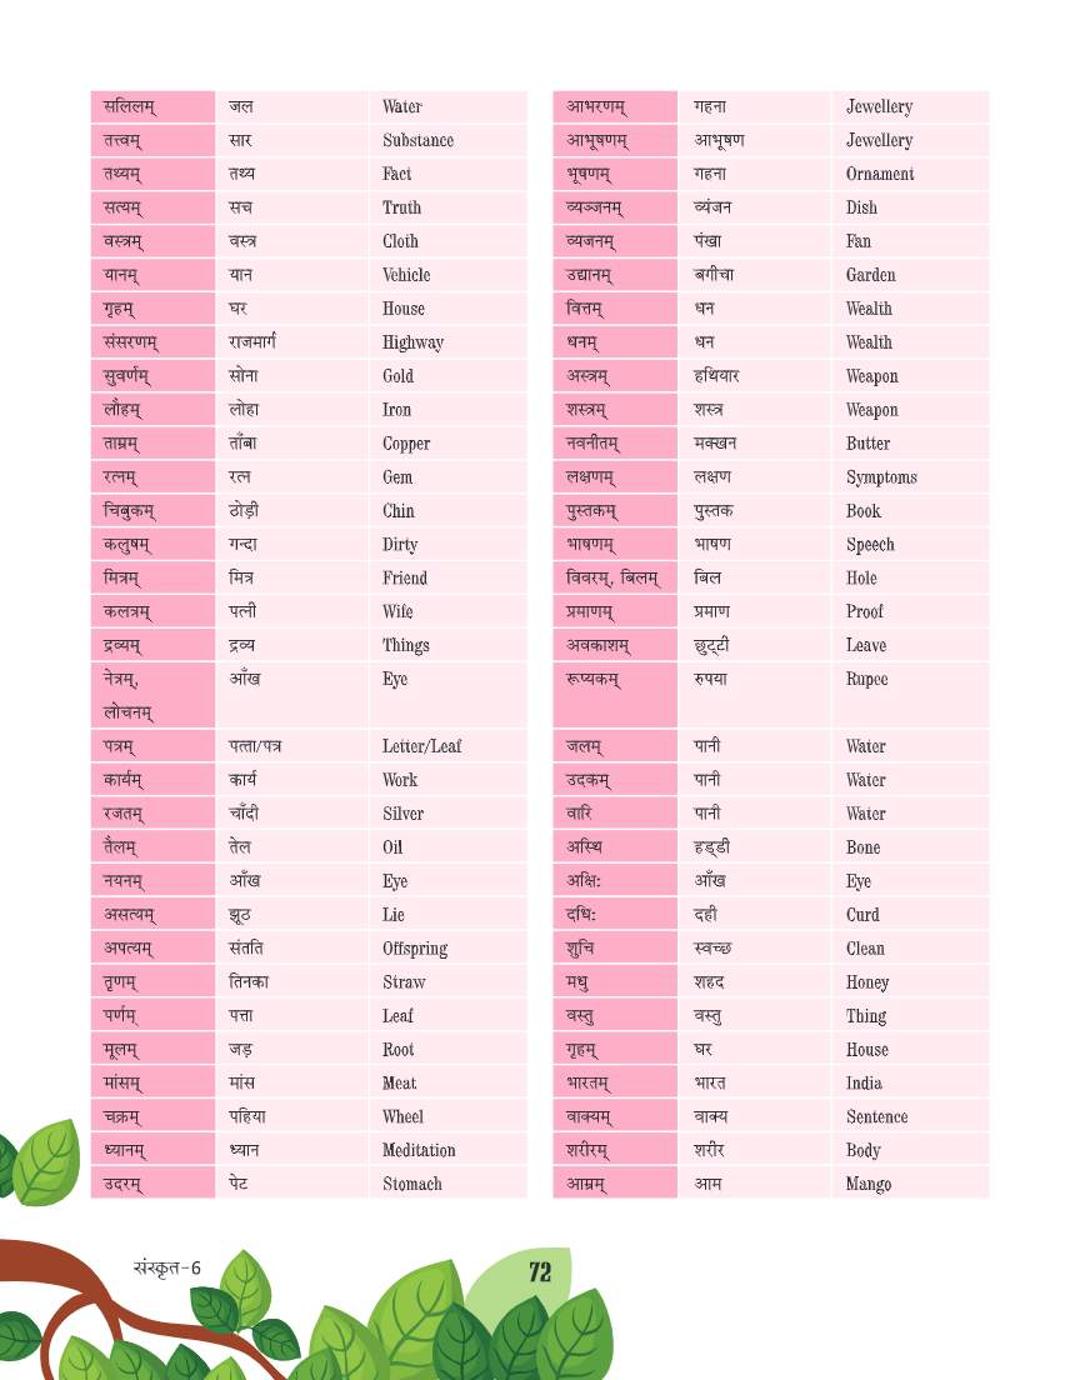 सलिलम् जल Water
तत्त्वम् सार Substance
तथ्यम् तथ्य Fact
सत्यम् सच Truth
वस्त्रम् वस्त्र Cloth
यानम् यान Vehicle
गृहम् घर House
संसरणम् राजमार्ग Highway
सुवर्णम् सोना Gold
लौहम् लोहा Iron
ताम्रम् ताँबा Copper
रत्नम् रत्न Gem
चिबुकम् ठोड़ी Chin
कलुषम् गन्दा Dirty
मित्रम् मित्र Friend
कलत्रम् पत्नी Wife
द्रव्यम् द्रव्य Things
नेत्रम्, आँख Eye
लोचनम्
पत्रम् पत्ता/पत्र Letter/Leaf
कार्यम् कार्य Work
रजतम् चाँदी Silver
तैलम् तेल Oil
नयनम् आँख Eye
असत्यम् झूठ Lie
अपत्यम् संतति Offspring
तृणम् तिनका Straw
पर्णम् पत्ता Leaf
मूलम् जड़ Root
मांसम् मांस Meat
चक्रम् पहिया Wheel
ध्यानम् ध्यान Meditation
उदरम् पेट Stomach
आभरणम् गहना Jewellery
आभूषणम् आभूषण Jewellery
भूषणम् गहना Ornament
व्यञ्जनम् व्यंजन Dish
व्यजनम् पंखा Fan
उद्यानम् बगीचा Garden
वित्तम् धन Wealth
धनम् धन Wealth
अस्त्रम् हथियार Weapon
शस्त्रम् शस्त्र Weapon
नवनीतम् मक्खन Butter
लक्षणम् लक्षण Symptoms
पुस्तकम् पुस्तक Book
भाषणम् भाषण Speech
विवरम्, बिलम् बिल Hole
प्रमाणम् प्रमाण Proof
अवकाशम् छुट्टी Leave
रूप्यकम् रुपया Rupee
जलम् पानी Water
उदकम् पानी Water
वारि पानी Water
अस्थि हड्डी Bone
अक्षि: आँख Eye
दधि: दही Curd
शुचि स्वच्छ Clean
मधु शहद Honey
वस्तु वस्तु Thing
गृहम् घर House
भारतम् भारत India
वाक्यम् वाक्य Sentence
शरीरम् शरीर Body
आम्रम् आम Mango
संस्कृत-6
72